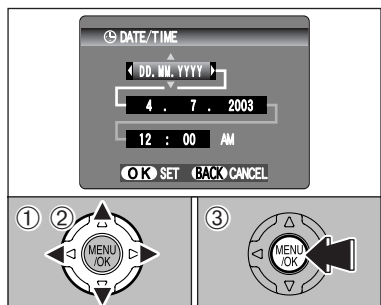 DATE/TIME
DD.MM.YYYY
4 . 7 . 2003
12 : 00 AM
OK SET BACK CANCEL
① ② ③
MENU /OK
MENU /OK